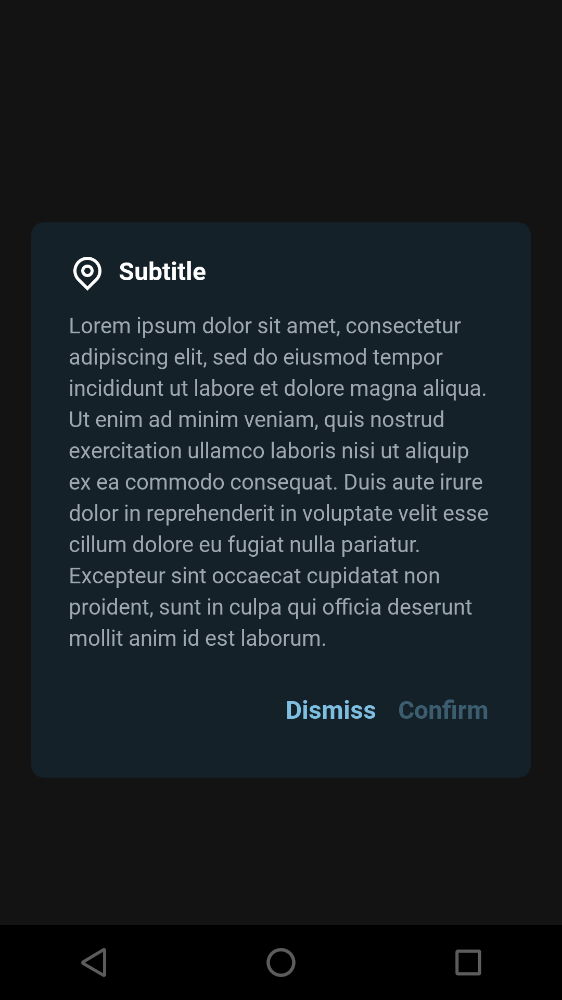 Subtitle
Lorem ipsum dolor sit amet, consectetur
adipiscing elit, sed do eiusmod tempor
incididunt ut labore et dolore magna aliqua.
Ut enim ad minim veniam, quis nostrud
exercitation ullamco laboris nisi ut aliquip
ex ea commodo consequat. Duis aute irure
dolor in reprehenderit in voluptate velit esse
cillum dolore eu fugiat nulla pariatur.
Excepteur sint occaecat cupidatat non
proident, sunt in culpa qui officia deserunt
mollit anim id est laborum.
Dismiss Confirm